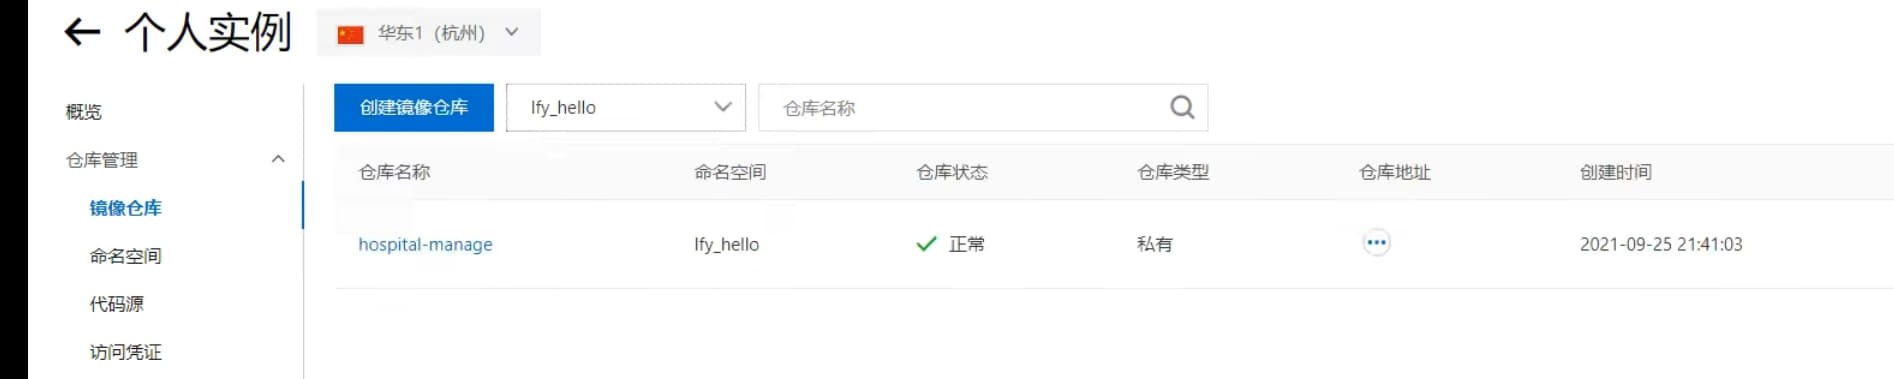 个人实例 华东1（杭州）
概览
仓库管理
镜像仓库
命名空间
代码源
访问凭证
创建镜像仓库 lfy_hello 仓库名称
仓库名称 命名空间 仓库状态 仓库类型 仓库地址 创建时间
hospital-manage lfy_hello 正常 私有 2021-09-25 21:41:03